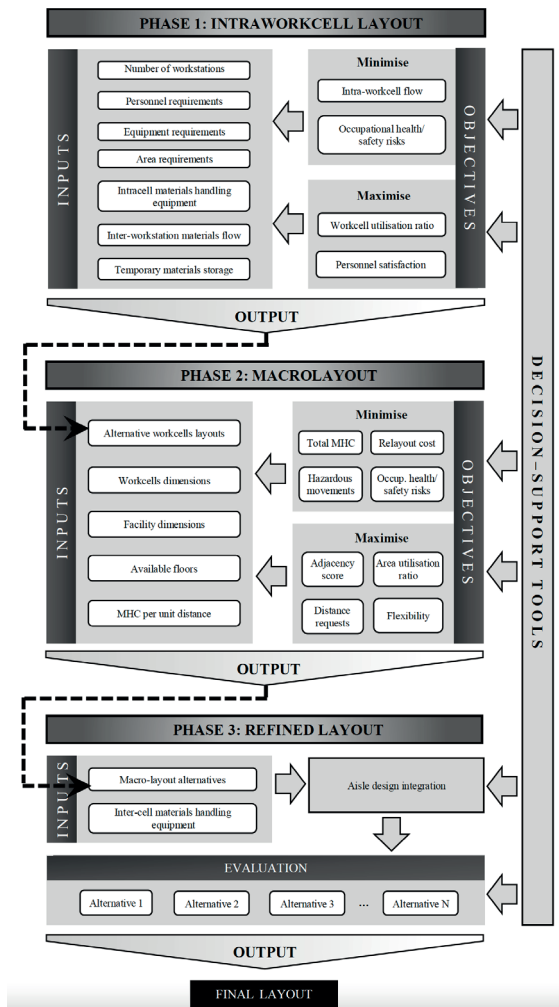 PHASE 1: INTRAWORKCELL LAYOUT
INPUTS
Number of workstations
Personnel requirements
Equipment requirements
Area requirements
Intracell materials handling
equipment
Inter-workstation materials flow
Temporary materials storage
Minimise
Intra-workcell flow
Occupational health/
safety risks
Maximise
Workcell utilisation ratio
Personnel satisfaction
OBJECTIVES
OUTPUT
PHASE 2: MACROLAYOUT
INPUTS
Alternative workcells layouts
Workcells dimensions
Facility dimensions
Available floors
MHC per unit distance
Minimise
Total MHC
Relayout cost
Hazardous
movements
Occup. health/
safety risks
Maximise
Adjacency
score
Area utilisation
ratio
Distance
requests
Flexibility
OBJECTIVES
OUTPUT
PHASE 3: REFINED LAYOUT
INPUTS
Macro-layout alternatives
Inter-cell materials handling
equipment
Aisle design integration
EVALUATION
Alternative 1
Alternative 2
Alternative 3
...
Alternative N
OUTPUT
FINAL LAYOUT
DECISION–SUPPORT TOOLS